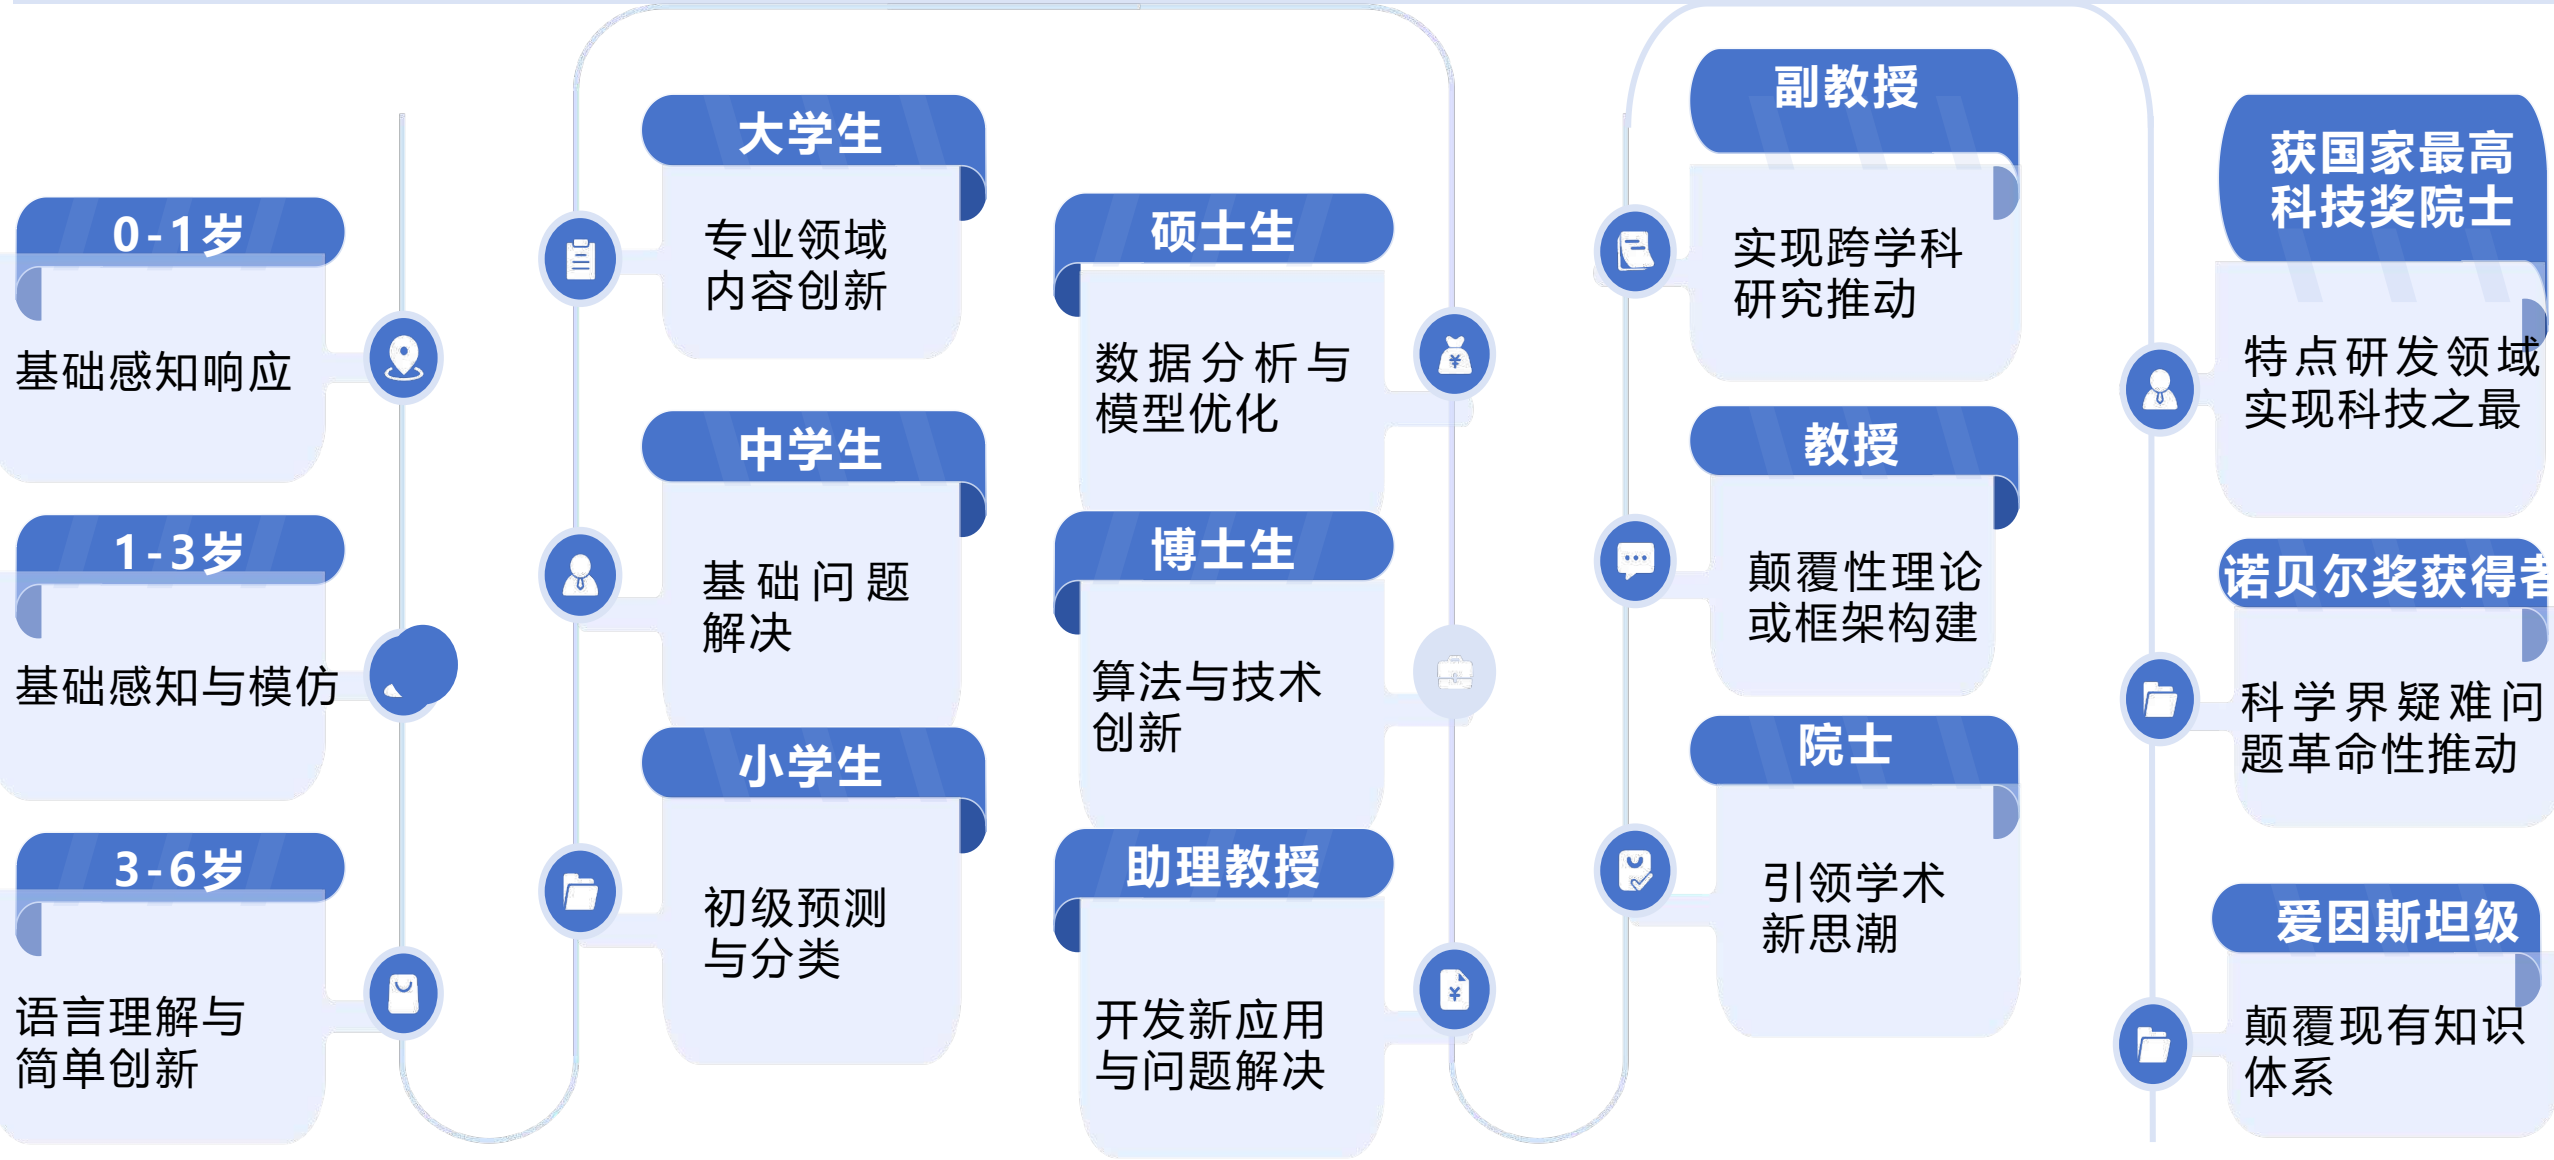 0-1岁
基础感知响应
1-3岁
基础感知与模仿
3-6岁
语言理解与
简单创新
大学生
专业领域
内容创新
中学生
基础问题
解决
小学生
初级预测
与分类
硕士生
数据分析与
模型优化
博士生
算法与技术
创新
助理教授
开发新应用
与问题解决
副教授
实现跨学科
研究推动
教授
颠覆性理论
或框架构建
院士
引领学术
新思潮
获国家最高
科技奖院士
特点研发领域
实现科技之最
诺贝尔奖获得者
科学界疑难问
题革命性推动
爱因斯坦级
颠覆现有知识
体系